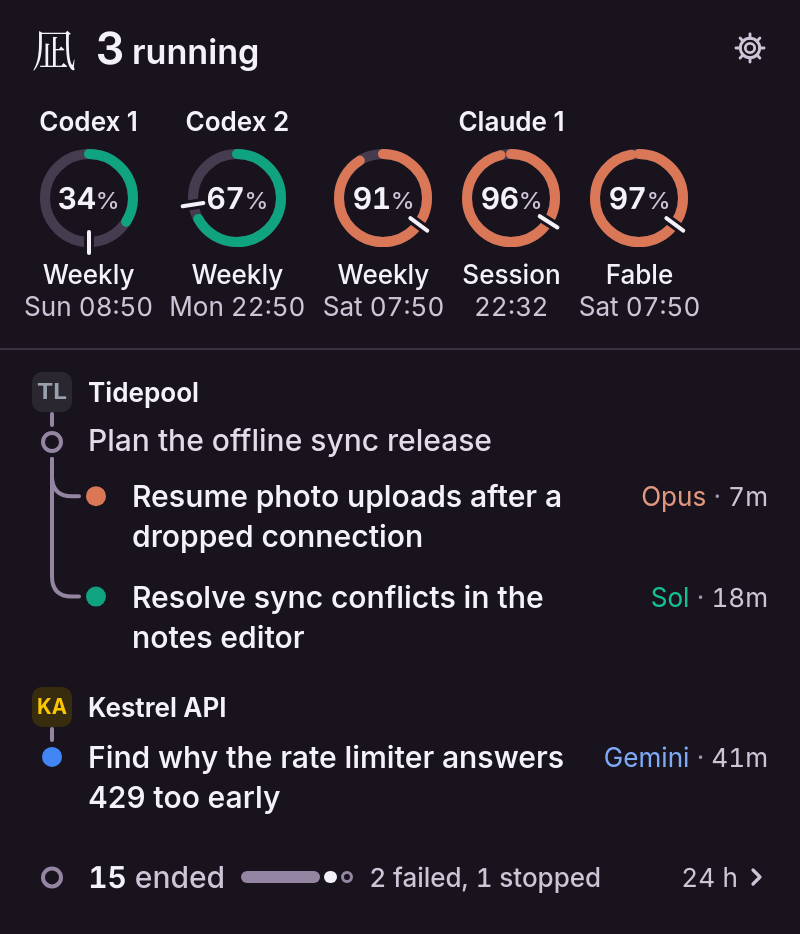 凪 3 running
Codex 1 Codex 2 Claude 1
34% 67% 91% 96% 97%
Weekly Weekly Weekly Session Fable
Sun 08:50 Mon 22:50 Sat 07:50 22:32 Sat 07:50
TL Tidepool
Plan the offline sync release
Resume photo uploads after a Opus · 7m
dropped connection
Resolve sync conflicts in the Sol · 18m
notes editor
KA Kestrel API
Find why the rate limiter answers Gemini · 41m
429 too early
15 ended 2 failed, 1 stopped 24 h